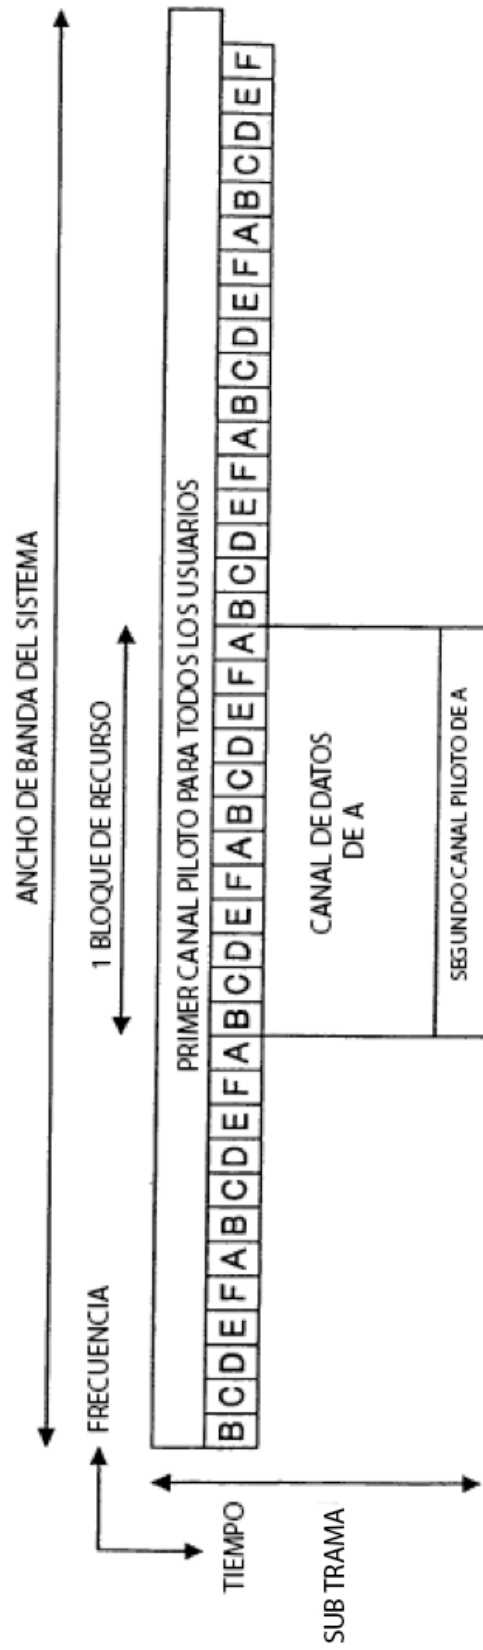 ANCHO DE BANDA DEL SISTEMA
FRECUENCIA
1 BLOQUE DE RECURSO
PRIMER CANAL PILOTO PARA TODOS LOS USUARIOS
B C D E F A B C D E F A B C D E F A B C D E F A B C D E F A B C D E F A B C D E F
TIEMPO
CANAL DE DATOS
DE A
SUB TRAMA
SEGUNDO CANAL PILOTO DE A